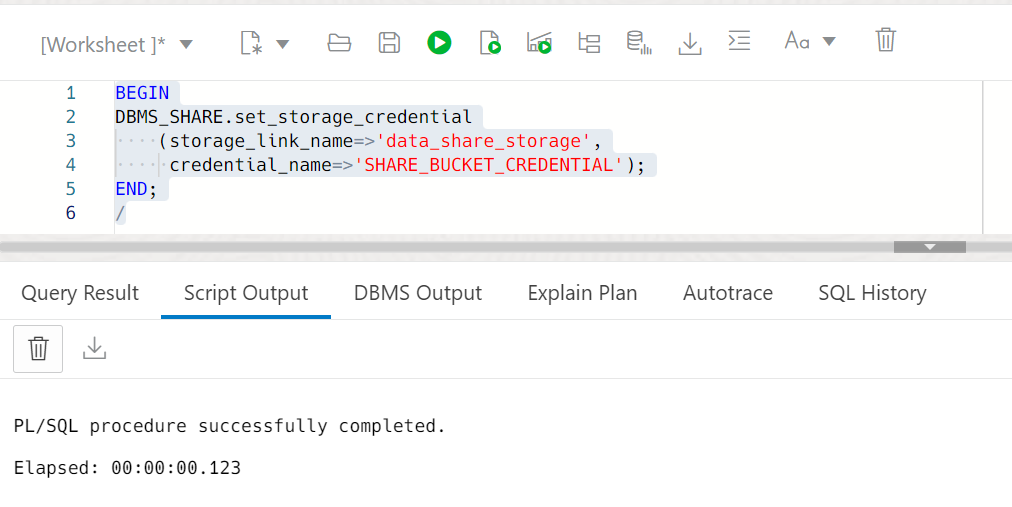 [Worksheet ]*
Aa
1 BEGIN
2 DBMS_SHARE.set_storage_credential
3     (storage_link_name=>'data_share_storage',
4      credential_name=>'SHARE_BUCKET_CREDENTIAL');
5 END;
6 /
Query Result Script Output DBMS Output Explain Plan Autotrace SQL History
PL/SQL procedure successfully completed.
Elapsed: 00:00:00.123